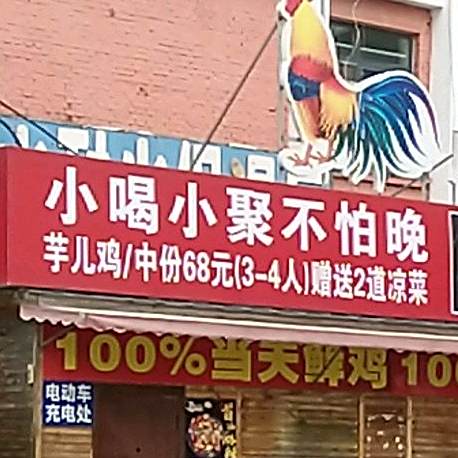 小喝小聚不怕晚
芋儿鸡/中份68元(3-4人)赠送2道凉菜
100%当天鲜鸡 100
电动车
充电处